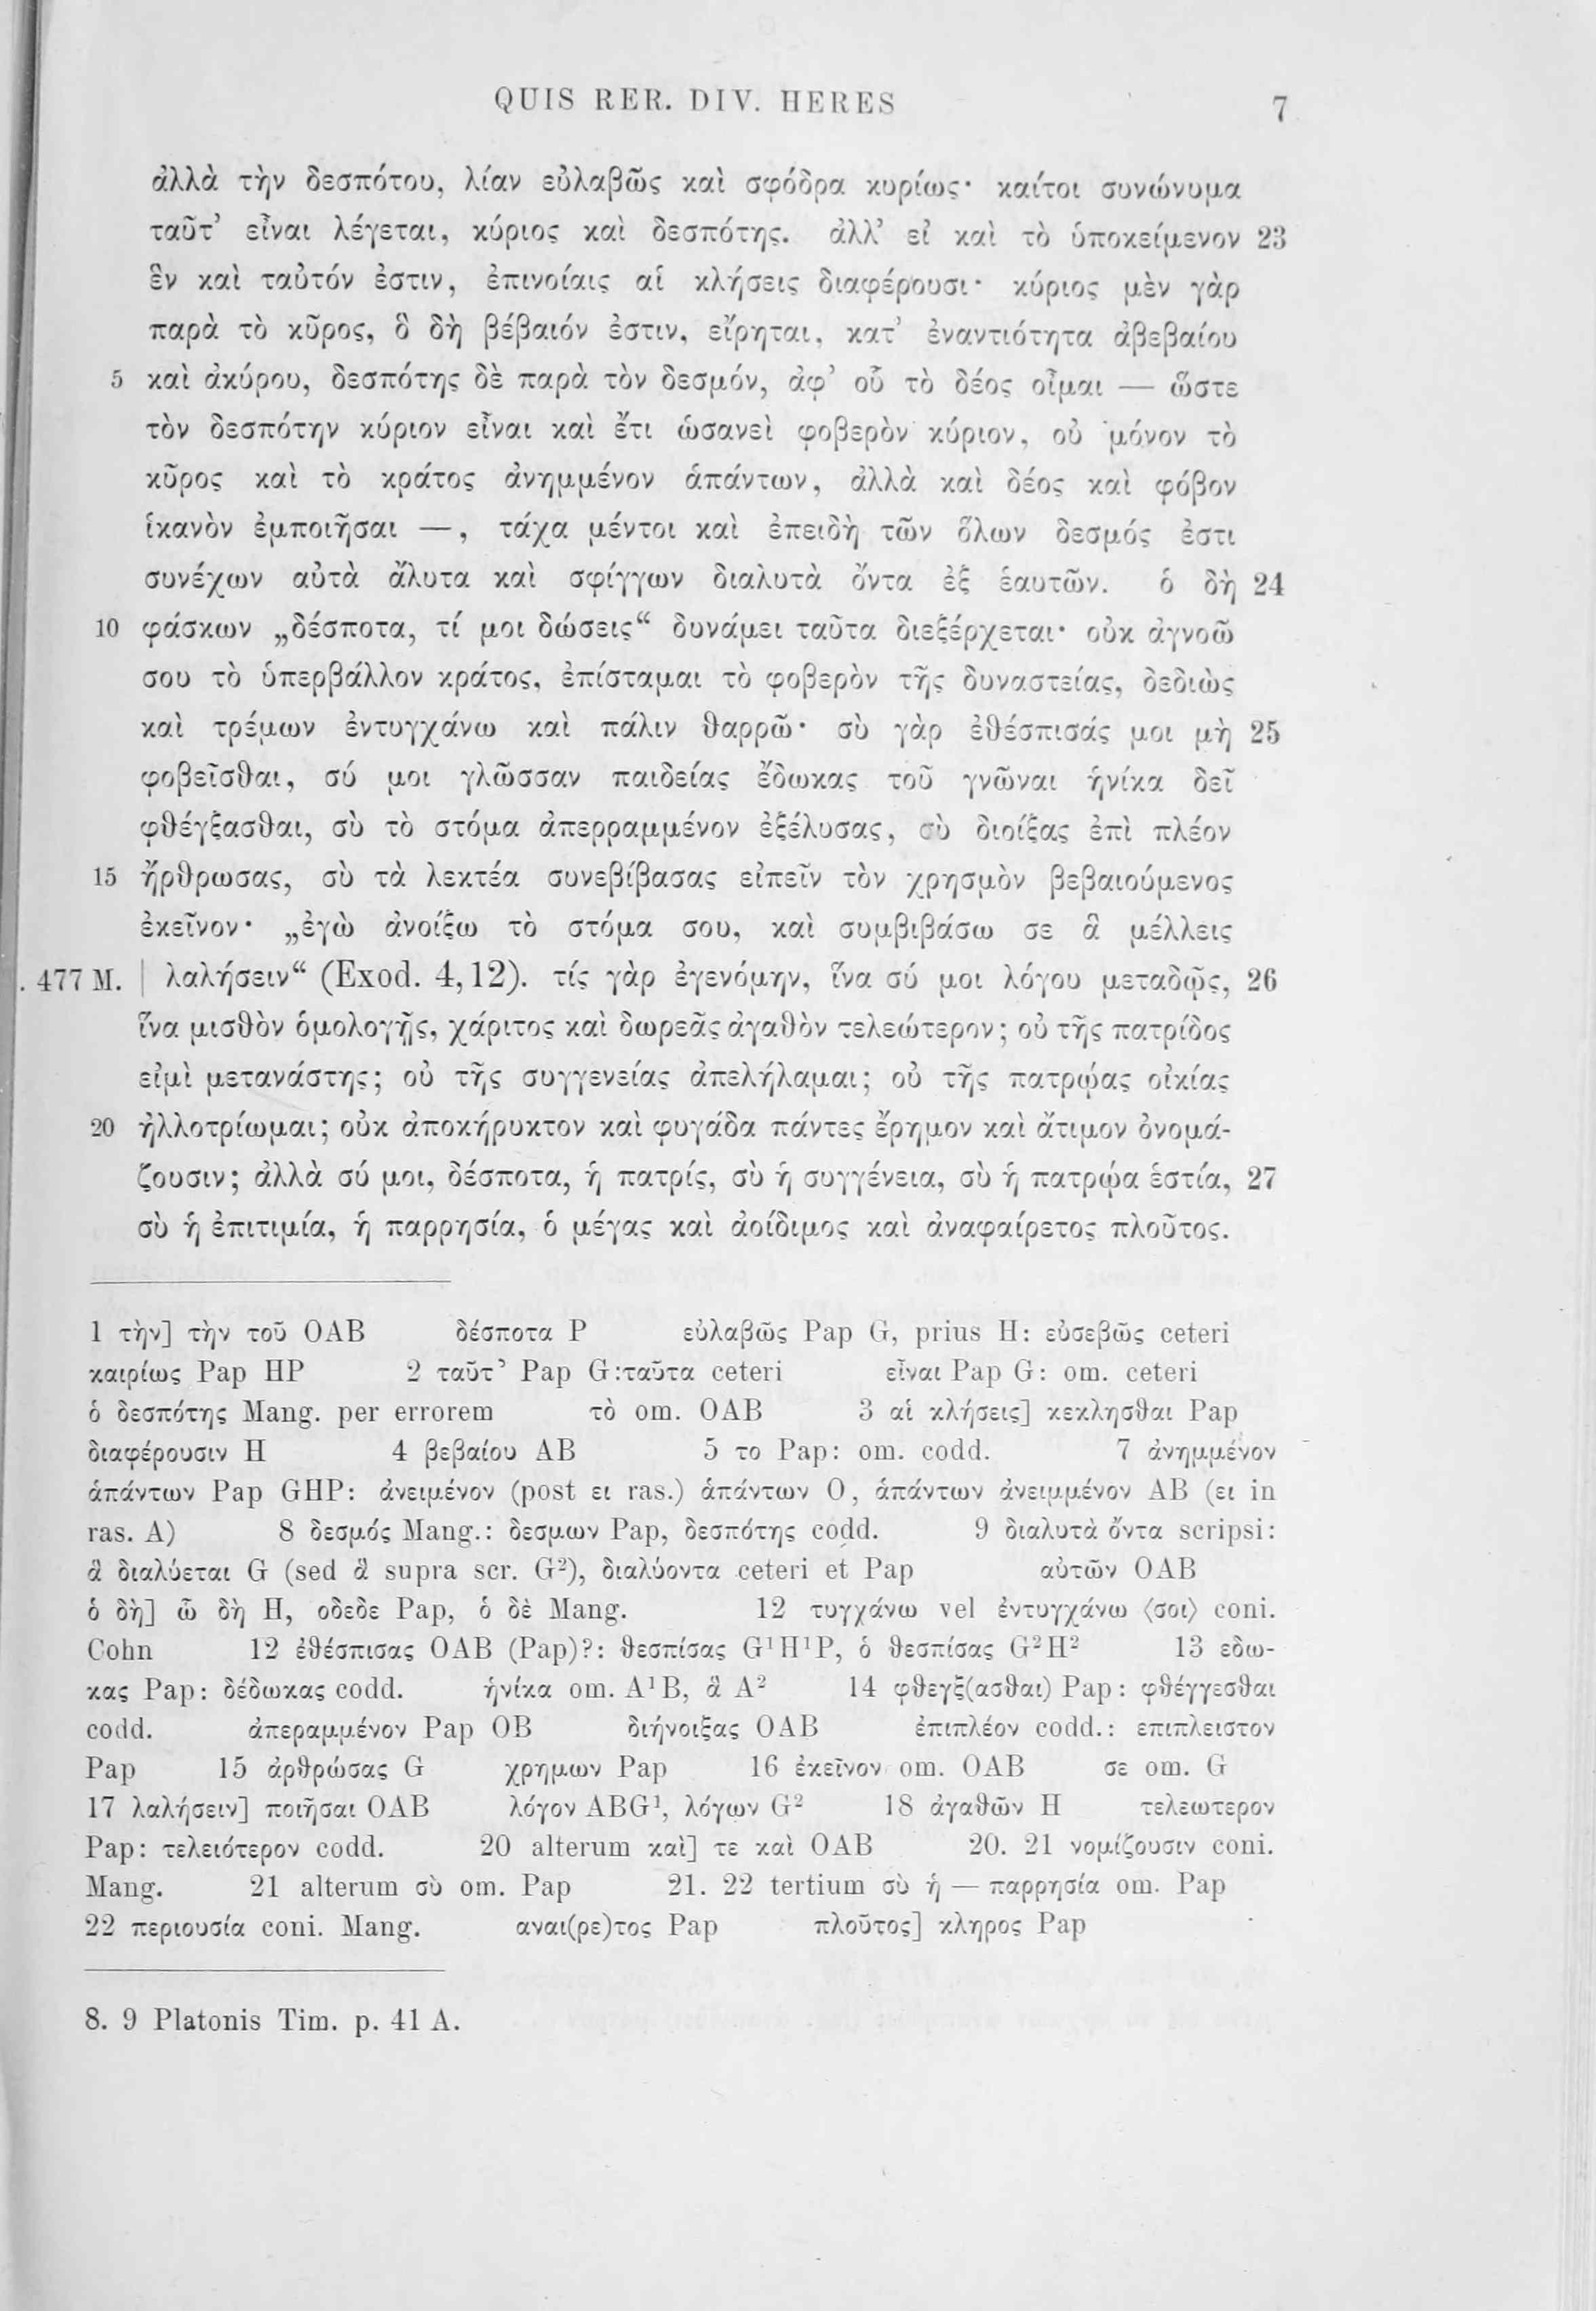 QUIS RER. DIV. HERES 7
ἀλλὰ τὴν δεσπότου, λίαν εὐλαβῶς καὶ σφόδρα κυρίως· καίτοι συνώνυμα
ταῦτ’ εἶναι λέγεται, κύριος καὶ δεσπότης. ἀλλ’ εἰ καὶ τὸ ὑποκείμενον 23
ἓν καὶ ταὐτόν ἐστιν, ἐπινοίαις αἱ κλήσεις διαφέρουσι· κύριος μὲν γὰρ
παρὰ τὸ κῦρος, ὃ δὴ βέβαιόν ἐστιν, εἴρηται, κατ’ ἐναντιότητα ἀβεβαίου
5 καὶ ἀκύρου, δεσπότης δὲ παρὰ τὸν δεσμόν, ἀφ’ οὗ τὸ δέος οἶμαι — ὥστε
τὸν δεσπότην κύριον εἶναι καὶ ἔτι ὡσανεὶ φοβερὸν κύριον, οὐ μόνον τὸ
κῦρος καὶ τὸ κράτος ἀνημμένον ἁπάντων, ἀλλὰ καὶ δέος καὶ φόβον
ἱκανὸν ἐμποιῆσαι —, τάχα μέντοι καὶ ἐπειδὴ τῶν ὅλων δεσμός ἐστι
συνέχων αὐτὰ ἄλυτα καὶ σφίγγων διαλυτὰ ὄντα ἐξ ἑαυτῶν. ὁ δὴ 24
10 φάσκων „δέσποτα, τί μοι δώσεις“ δυνάμει ταῦτα διεξέρχεται· οὐκ ἀγνοῶ
σου τὸ ὑπερβάλλον κράτος, ἐπίσταμαι τὸ φοβερὸν τῆς δυναστείας, δεδιὼς
καὶ τρέμων ἐντυγχάνω καὶ πάλιν θαρρῶ· σὺ γὰρ ἐθέσπισάς μοι μὴ 25
φοβεῖσθαι, σύ μοι γλῶσσαν παιδείας ἔδωκας τοῦ γνῶναι ἡνίκα δεῖ
φθέγξασθαι, σὺ τὸ στόμα ἀπερραμμένον ἐξέλυσας, σὺ διοίξας ἐπὶ πλέον
15 ἤρθρωσας, σὺ τὰ λεκτέα συνεβίβασας εἰπεῖν τὸν χρησμὸν βεβαιούμενος
ἐκεῖνον· „ἐγὼ ἀνοίξω τὸ στόμα σου, καὶ συμβιβάσω σε ἃ μέλλεις
. 477 M. | λαλήσειν“ (Exod. 4,12). τίς γὰρ ἐγενόμην, ἵνα σύ μοι λόγου μεταδῷς, 26
ἵνα μισθὸν ὁμολογῇς, χάριτος καὶ δωρεᾶς ἀγαθὸν τελεώτερον; οὐ τῆς πατρίδος
εἰμὶ μετανάστης; οὐ τῆς συγγενείας ἀπελήλαμαι; οὐ τῆς πατρῴας οἰκίας
20 ἠλλοτρίωμαι; οὐκ ἀποκήρυκτον καὶ φυγάδα πάντες ἔρημον καὶ ἄτιμον ὀνομά-
ζουσιν; ἀλλὰ σύ μοι, δέσποτα, ἡ πατρίς, σὺ ἡ συγγένεια, σὺ ἡ πατρῴα ἑστία, 27
σὺ ἡ ἐπιτιμία, ἡ παρρησία, ὁ μέγας καὶ ἀοίδιμος καὶ ἀναφαίρετος πλοῦτος.
1 τὴν] τὴν τοῦ OAB δέσποτα P εὐλαβῶς Pap G, prius H: εὐσεβῶς ceteri
καιρίως Pap HP 2 ταῦτ’ Pap G:ταῦτα ceteri εἶναι Pap G: om. ceteri
ὁ δεσπότης Mang. per errorem τὸ om. OAB 3 αἱ κλήσεις] κεκλησθαι Pap
διαφέρουσιν H 4 βεβαίου AB 5 το Pap: om. codd. 7 ἀνημμένον
ἁπάντων Pap GHP: ἀνειμένον (post ει ras.) ἁπάντων O, ἁπάντων ἀνειμμένον AB (ει in
ras. A) 8 δεσμός Mang.: δεσμων Pap, δεσπότης codd. 9 διαλυτὰ ὄντα scripsi:
ἃ διαλύεται G (sed ἃ supra scr. G²), διαλύοντα ceteri et Pap αὐτῶν OAB
ὁ δὴ] ὧ δὴ H, οδεδε Pap, ὁ δὲ Mang. 12 τυγχάνω vel ἐντυγχάνω ⟨σοι⟩ coni.
Cohn 12 ἐθέσπισας OAB (Pap)?: θεσπίσας G¹H¹P, ὁ θεσπίσας G²H² 13 εδω-
κας Pap: δέδωκας codd. ἡνίκα om. A¹B, ἃ A² 14 φθεγξ(ασθαι) Pap: φθέγγεσθαι
codd. ἀπεραμμένον Pap OB διήνοιξας OAB ἐπιπλέον codd.: επιπλειστον
Pap 15 ἀρθρώσας G χρημων Pap 16 ἐκεῖνον om. OAB σε om. G
17 λαλήσειν] ποιῆσαι OAB λόγον ABG¹, λόγων G² 18 ἀγαθῶν H τελεωτερον
Pap: τελειότερον codd. 20 alterum καὶ] τε καὶ OAB 20. 21 νομίζουσιν coni.
Mang. 21 alterum σὺ om. Pap 21. 22 tertium σὺ ἡ — παρρησία om. Pap
22 περιουσία coni. Mang. αναι(ρε)τος Pap πλοῦτος] κληρος Pap
8. 9 Platonis Tim. p. 41 A.